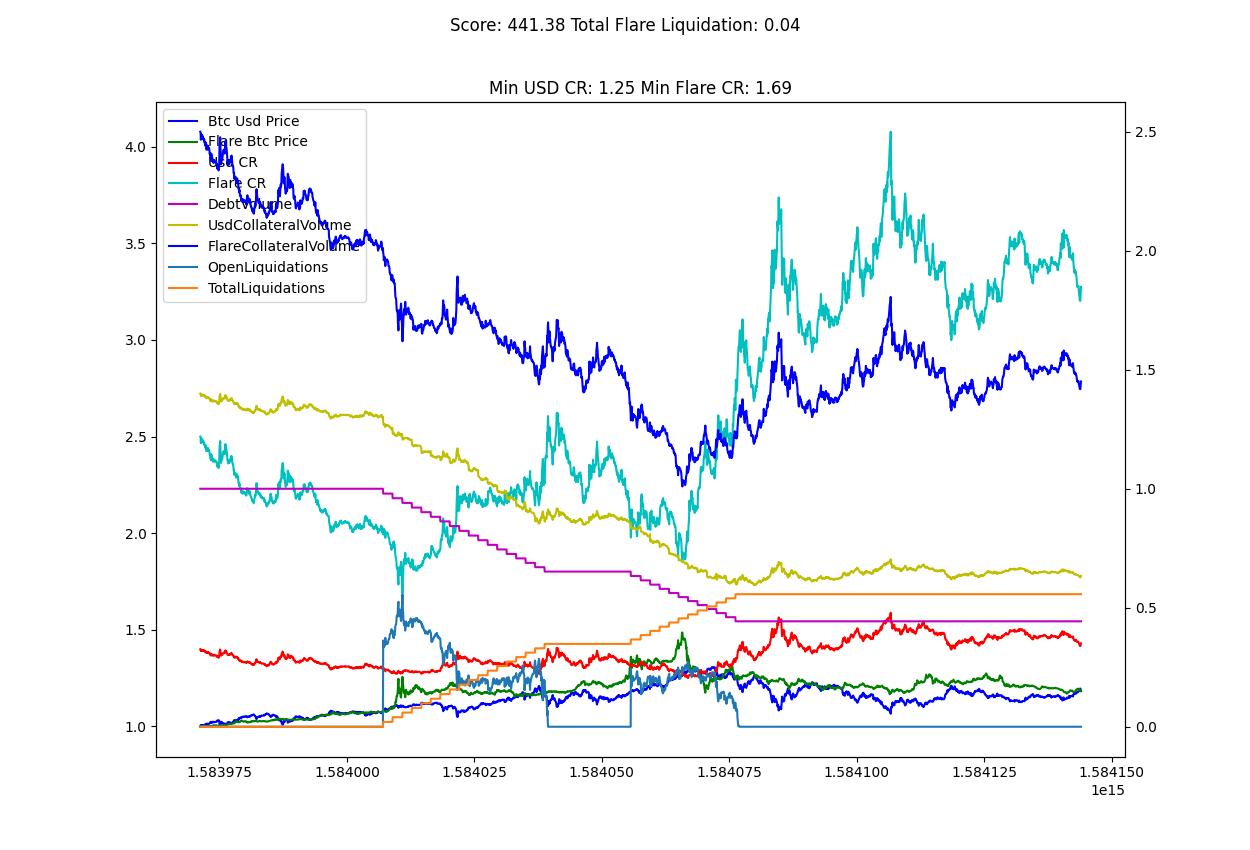 Score: 441.38 Total Flare Liquidation: 0.04
Min USD CR: 1.25 Min Flare CR: 1.69
Btc Usd Price
Flare Btc Price
Usd CR
Flare CR
DebtVolume
UsdCollateralVolume
FlareCollateralVolume
OpenLiquidations
TotalLiquidations
4.0
3.5
3.0
2.5
2.0
1.5
1.0
2.5
2.0
1.5
1.0
0.5
0.0
1.583975 1.584000 1.584025 1.584050 1.584075 1.584100 1.584125 1.584150
1e15